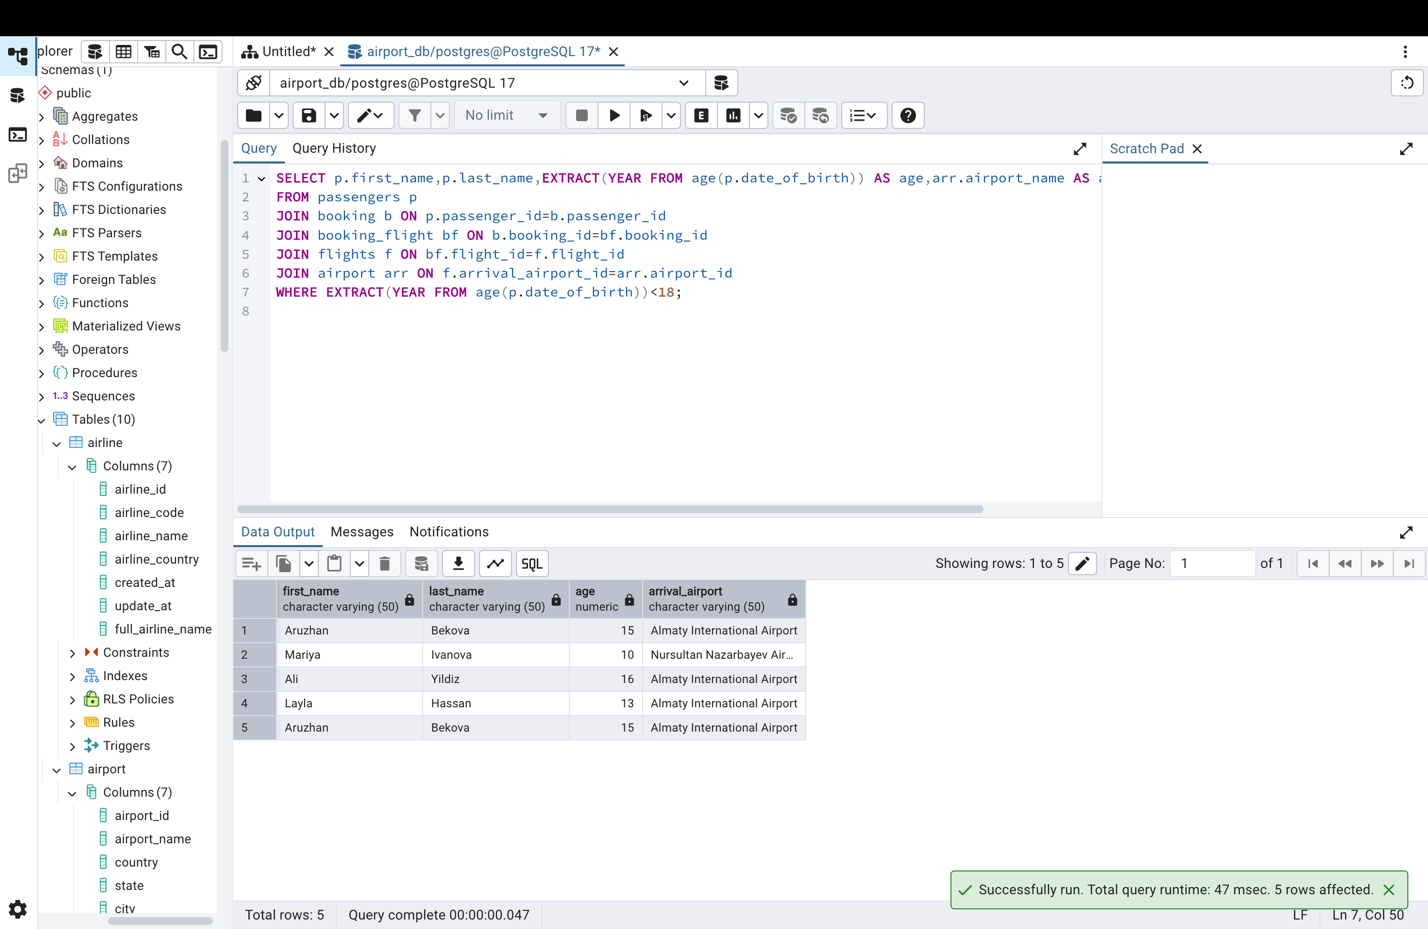 plorer
Untitled*
airport_db/postgres@PostgreSQL 17*
airport_db/postgres@PostgreSQL 17
No limit
E
Schemas (1)
public
Aggregates
Collations
Domains
FTS Configurations
FTS Dictionaries
Aa FTS Parsers
FTS Templates
Foreign Tables
Functions
Materialized Views
Operators
Procedures
1..3 Sequences
Tables (10)
airline
Columns (7)
airline_id
airline_code
airline_name
airline_country
created_at
update_at
full_airline_name
Constraints
Indexes
RLS Policies
Rules
Triggers
airport
Columns (7)
airport_id
airport_name
country
state
city
Query
Query History
Scratch Pad
1 SELECT p.first_name,p.last_name,EXTRACT(YEAR FROM age(p.date_of_birth)) AS age,arr.airport_name AS a
2 FROM passengers p
3 JOIN booking b ON p.passenger_id=b.passenger_id
4 JOIN booking_flight bf ON b.booking_id=bf.booking_id
5 JOIN flights f ON bf.flight_id=f.flight_id
6 JOIN airport arr ON f.arrival_airport_id=arr.airport_id
7 WHERE EXTRACT(YEAR FROM age(p.date_of_birth))<18;
8
Data Output Messages Notifications
SQL
Showing rows: 1 to 5
Page No: 1 of 1
first_name last_name age arrival_airport
character varying (50) character varying (50) numeric character varying (50)
1 Aruzhan Bekova 15 Almaty International Airport
2 Mariya Ivanova 10 Nursultan Nazarbayev Air...
3 Ali Yildiz 16 Almaty International Airport
4 Layla Hassan 13 Almaty International Airport
5 Aruzhan Bekova 15 Almaty International Airport
Successfully run. Total query runtime: 47 msec. 5 rows affected.
Total rows: 5 Query complete 00:00:00.047 LF Ln 7, Col 50